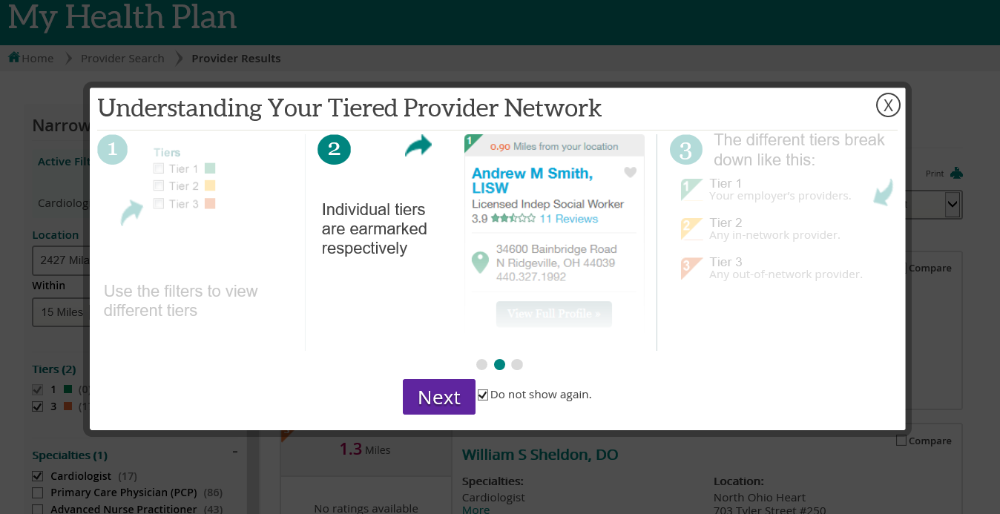 My Health Plan
Home Provider Search Provider Results
Understanding Your Tiered Provider Network
X
1
Tiers
Tier 1
Tier 2
Tier 3
Use the filters to view
different tiers
2
Individual tiers
are earmarked
respectively
1
0.90 Miles from your location
Andrew M Smith,
LISW
Licensed Indep Social Worker
3.9 11 Reviews
34600 Bainbridge Road
N Ridgeville, OH 44039
440.327.1992
View Full Profile »
3
The different tiers break
down like this:
1
Tier 1
Your employer's providers.
2
Tier 2
Any in-network provider.
3
Tier 3
Any out-of-network provider.
Next
Do not show again.
Narrow
Active Filt
Cardiolog
Location
2427 Mila
Within
15 Miles
Tiers (2)
1 (0)
3 (1
Specialties (1) -
Cardiologist (17)
Primary Care Physician (PCP) (86)
Advanced Nurse Practitioner (43)
Print
Compare
Compare
1.3 Miles
No ratings available
William S Sheldon, DO
Specialties:
Cardiologist
More
Location:
North Ohio Heart
703 Tyler Street #250